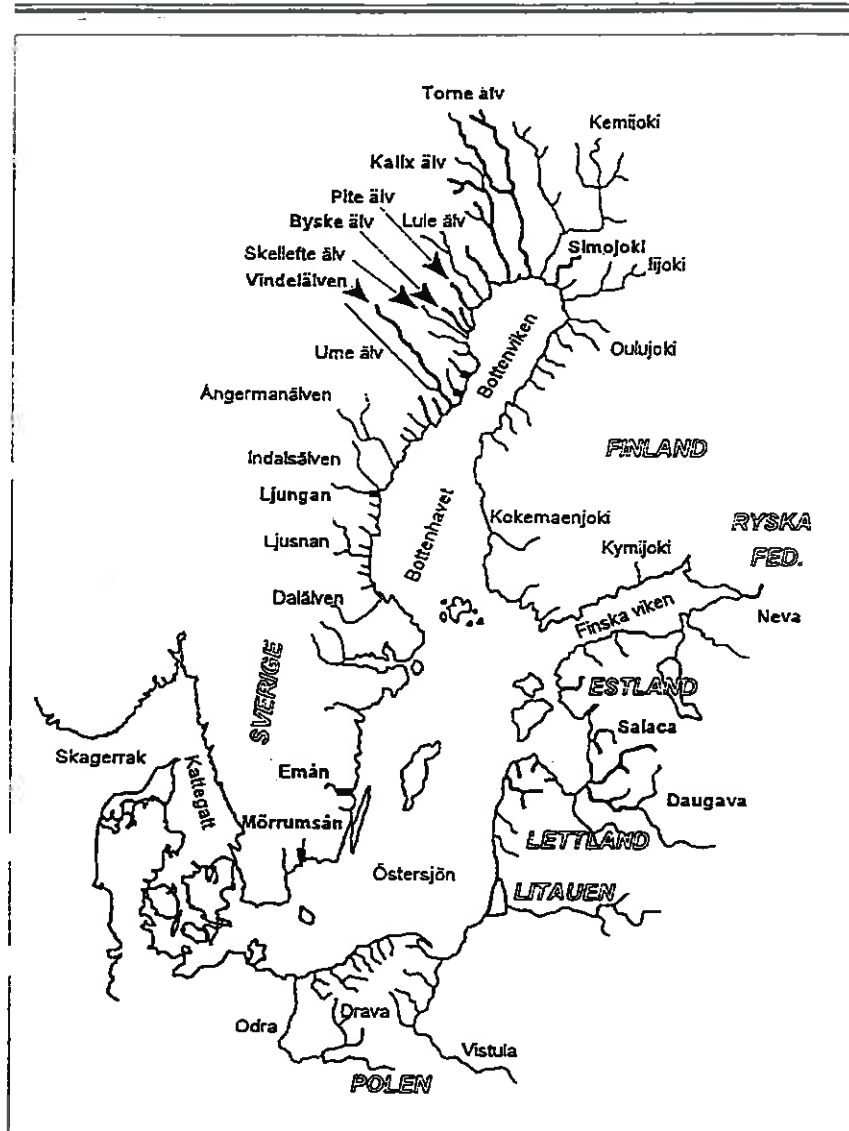 Torne älv
Kemijoki
Kalix älv
Pite älv
Byske älv
Lule älv
Skellefte älv
Simojoki
Iijoki
Vindelälven
Ume älv
Bottenviken
Oulujoki
Ångermanälven
FINLAND
Indalsälven
Ljungan
Bottenhavet
Kokemaenjoki
RYSKA
FED.
Ljusnan
Kymijoki
Dalälven
Finska viken
Neva
SVERIGE
ESTLAND
Salaca
Skagerrak
Kattegatt
Emån
Daugava
Mörrumsån
LETTLAND
Östersjön
LITAUEN
Odra
Drava
Vistula
POLEN